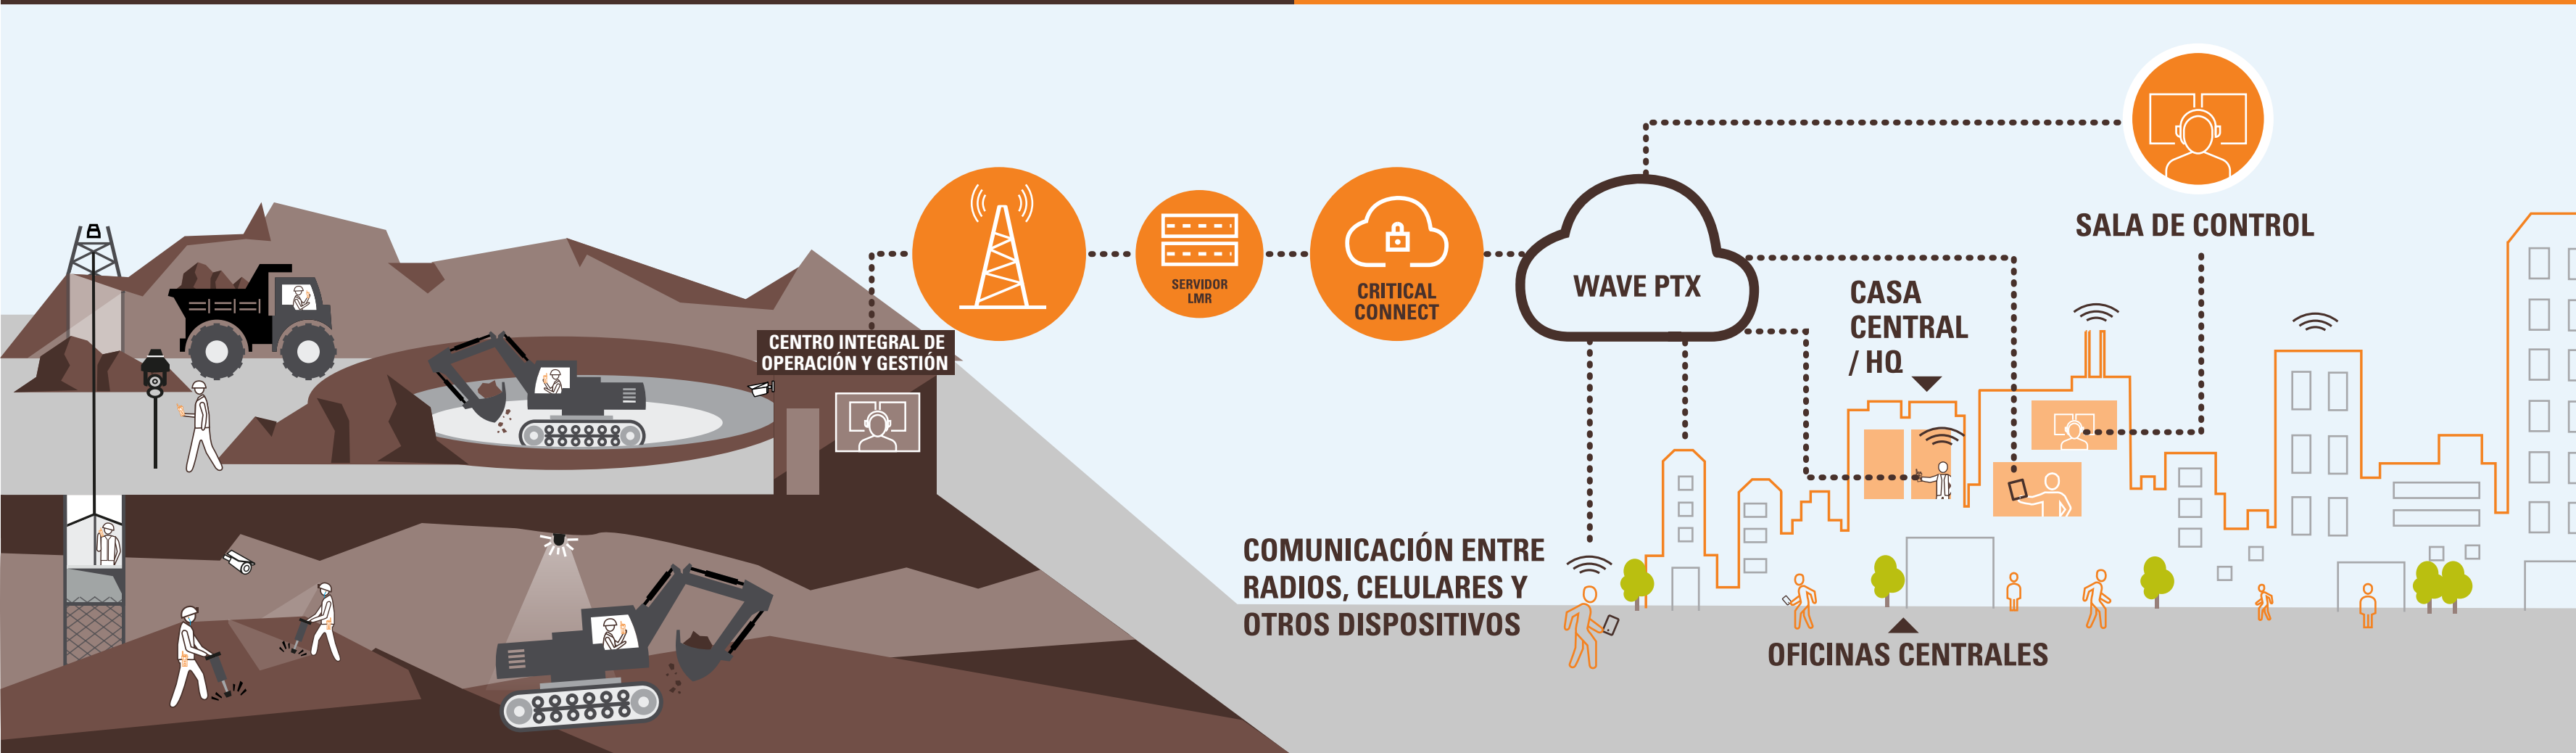 CENTRO INTEGRAL DE
OPERACIÓN Y GESTIÓN
SERVIDOR
LMR
CRITICAL
CONNECT
WAVE PTX
SALA DE CONTROL
CASA
CENTRAL
/ HQ
COMUNICACIÓN ENTRE
RADIOS, CELULARES Y
OTROS DISPOSITIVOS
OFICINAS CENTRALES